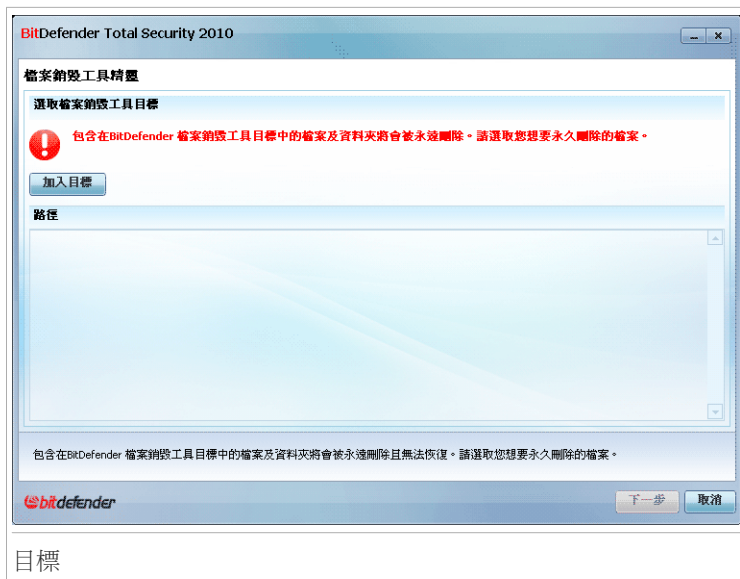 BitDefender Total Security 2010
檔案銷毀工具精靈
選取檔案銷毀工具目標
包含在BitDefender 檔案銷毀工具目標中的檔案及資料夾將會被永遠刪除。請選取您想要永久刪除的檔案。
加入目標
路徑
包含在BitDefender 檔案銷毀工具目標中的檔案及資料夾將會被永遠刪除且無法恢復。請選取您想要永久刪除的檔案。
bitdefender
下一步
取消
目標